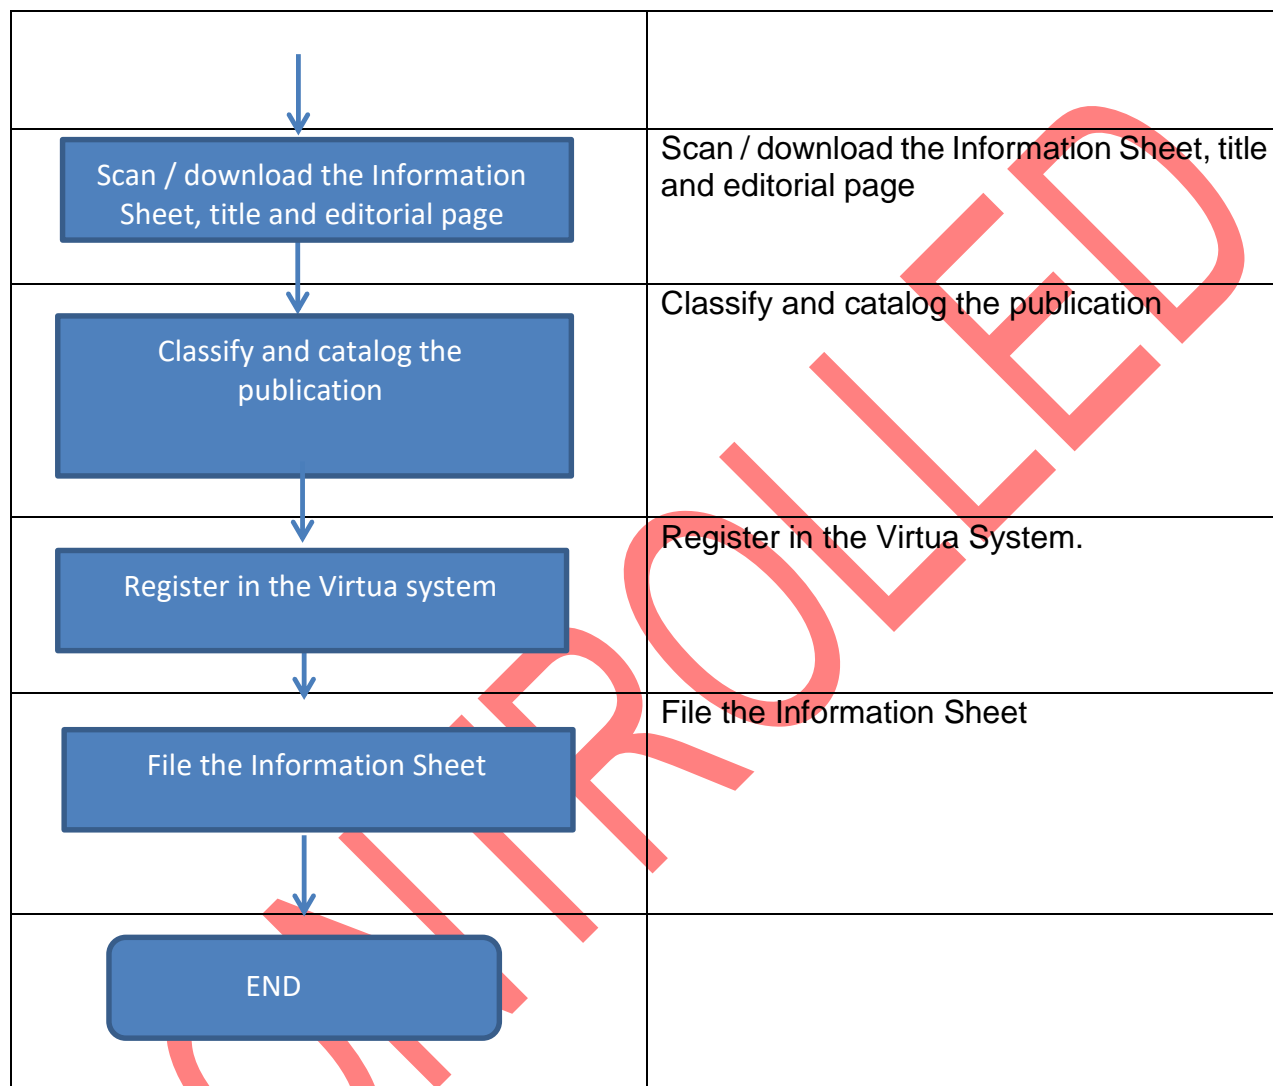 Scan / download the Information
Sheet, title and editorial page
Scan / download the Information Sheet, title
and editorial page
Classify and catalog the
publication
Classify and catalog the publication
Register in the Virtua system
Register in the Virtua System.
File the Information Sheet
File the Information Sheet
END
ONTROLLED